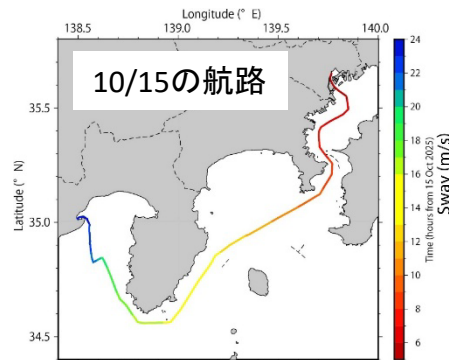 Longitude (° E)
138.5 139.0 139.5 140.0
10/15の航路
35.5
35.0
34.5
Latitude (° N)
24
22
20
18
16
14
12
10
8
6
Time (hours from 15 Oct 2025)
Sway (m/s)